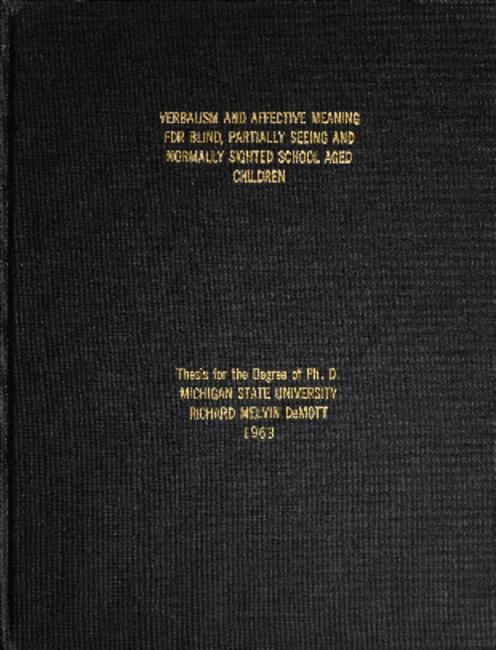 VERBALISM AND AFFECTIVE MEANING
FOR BLIND, PARTIALLY SEEING AND
NORMALLY SIGHTED SCHOOL AGED
CHILDREN
Thesis for the Degree of Ph. D.
MICHIGAN STATE UNIVERSITY
RICHARD MELVIN DeMOTT